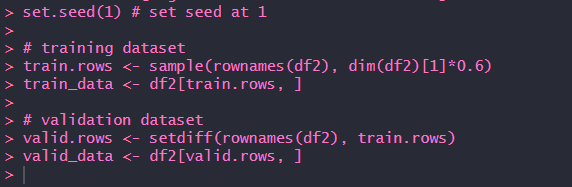 > set.seed(1) # set seed at 1
>
> # training dataset
> train.rows <- sample(rownames(df2), dim(df2)[1]*0.6)
> train_data <- df2[train.rows, ]
>
> # validation dataset
> valid.rows <- setdiff(rownames(df2), train.rows)
> valid_data <- df2[valid.rows, ]
>